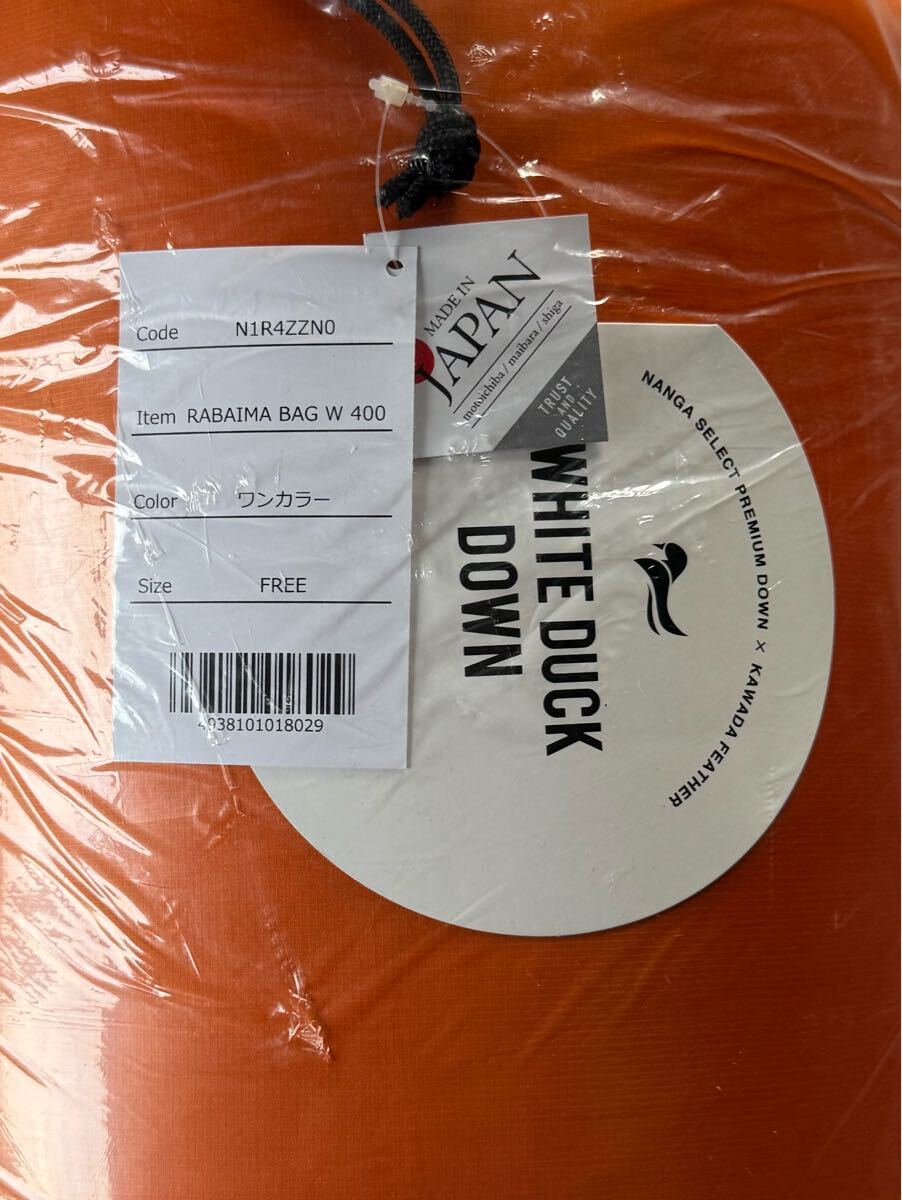 Code N1R4ZZN0
Item RABAIMA BAG W 400
Color ワンカラー
Size FREE
4938101018029
MADE IN
JAPAN
motoichiba / maibara / shiga
TRUST
AND
QUALITY
NANGA SELECT PREMIUM DOWN × KAWADA FEATHER
WHITE DUCK
DOWN